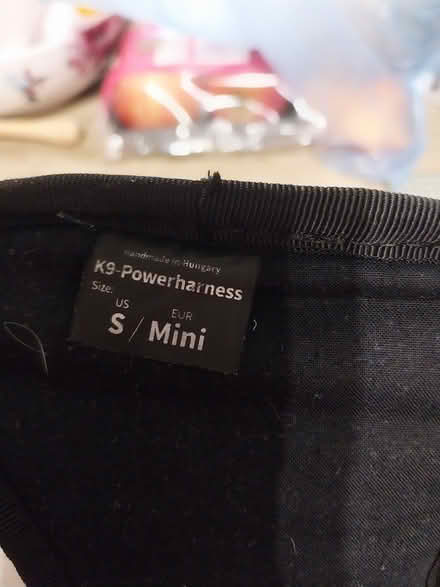 Handmade in Hungary
K9-Powerharness
Size:
US EUR
S / Mini